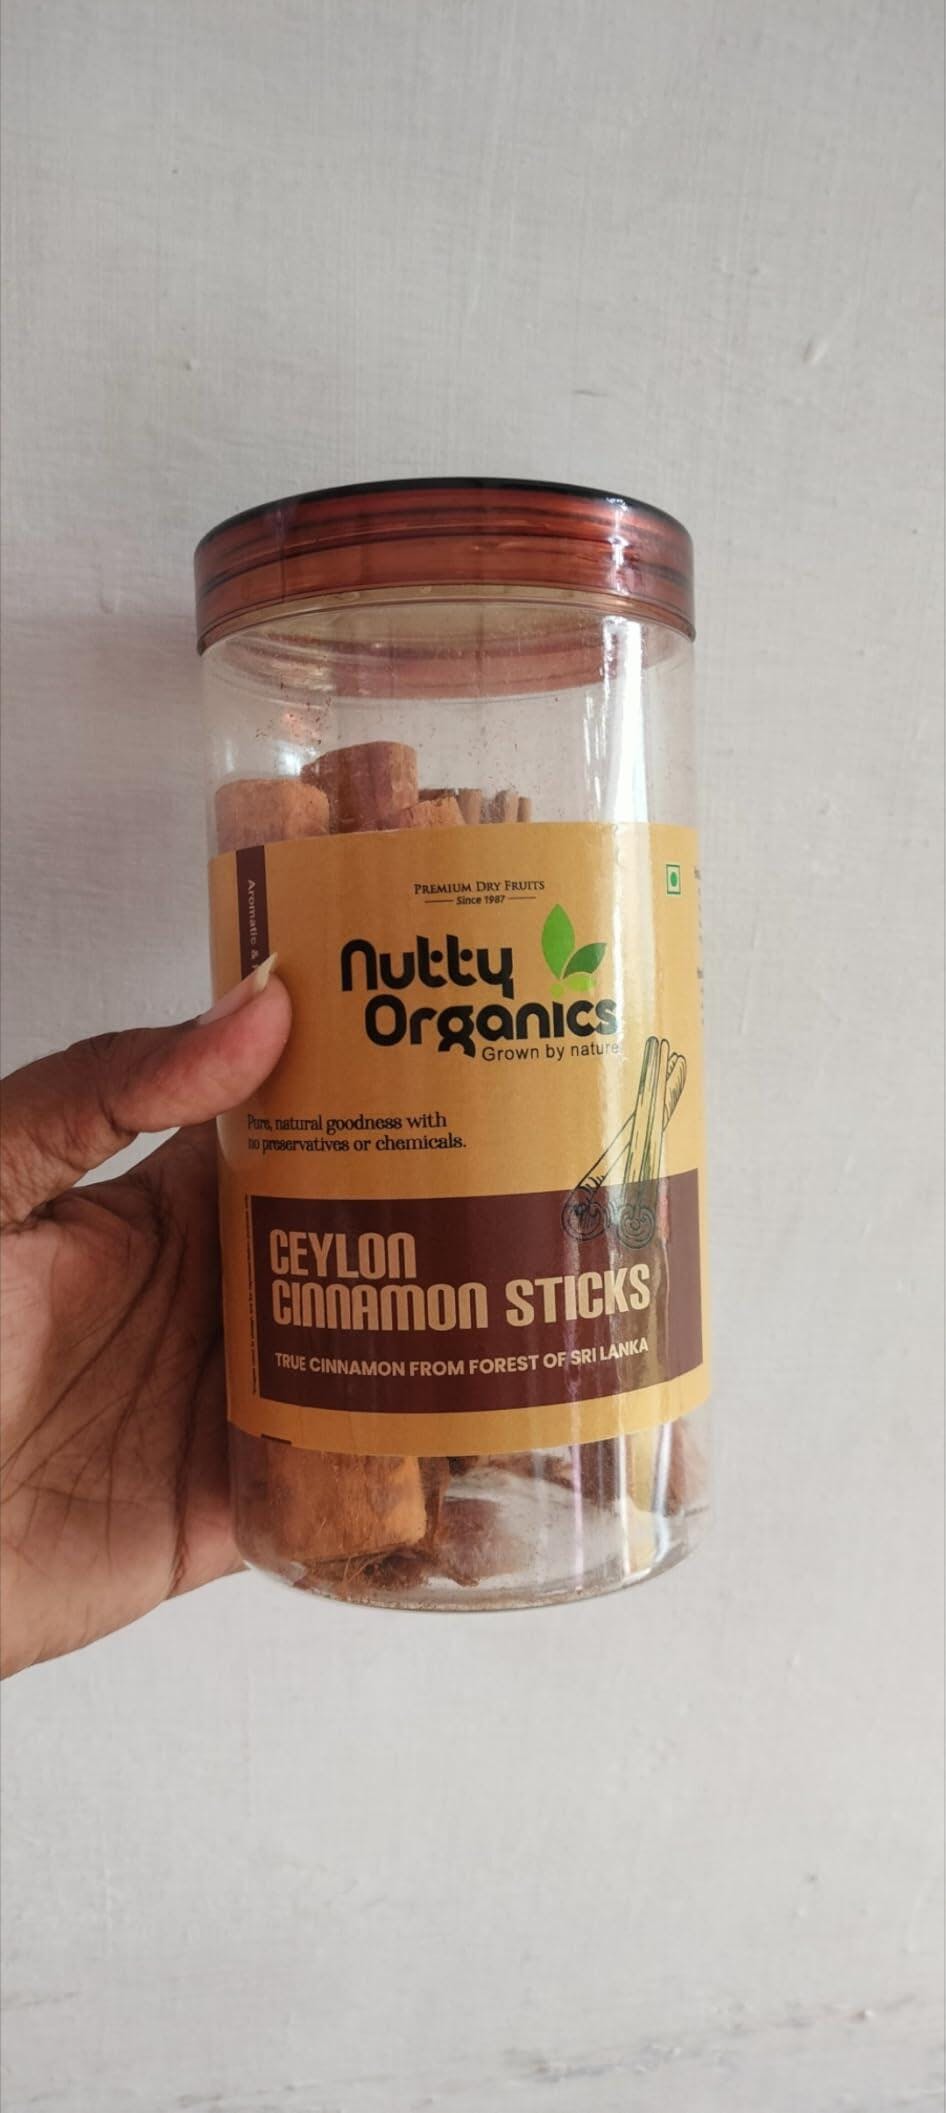 PREMIUM DRY FRUITS
Since 1987
Nutty
Organics
Grown by nature
Aromatic &
Pure, natural goodness with
no preservatives or chemicals.
CEYLON
CINNAMON STICKS
TRUE CINNAMON FROM FOREST OF SRI LANKA